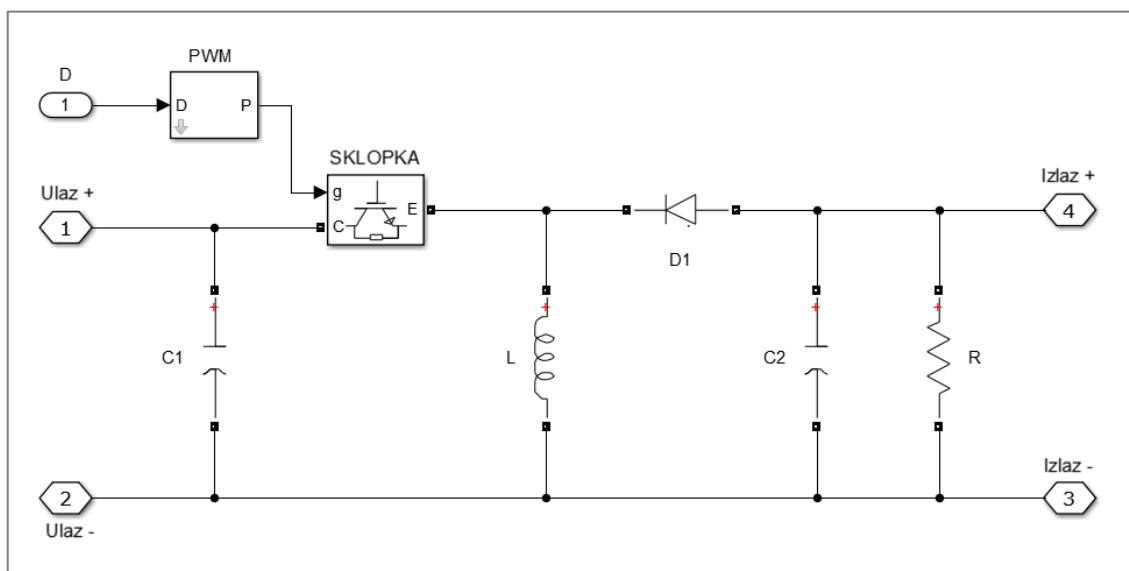 PWM
D
1
D
P
SKLOPKA
g
C
E
Ulaz +
1
Izlaz +
4
D1
+
+
+
+
C1
L
C2
R
Ulaz -
2
Izlaz -
3